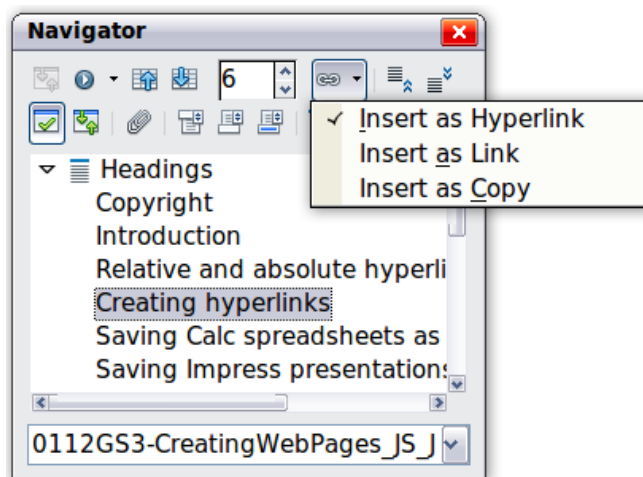 Navigator
6
Insert as Hyperlink
Insert as Link
Insert as Copy
Headings
Copyright
Introduction
Relative and absolute hyperli
Creating hyperlinks
Saving Calc spreadsheets as
Saving Impress presentations
0112GS3-CreatingWebPages_JS_J